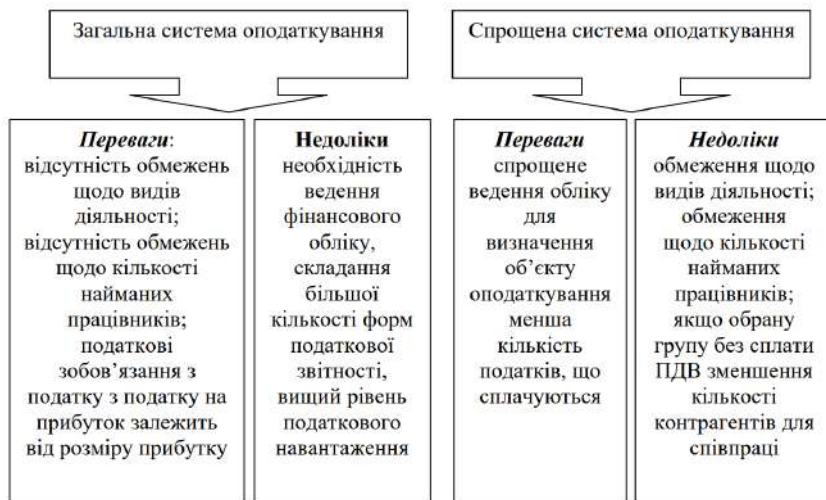 Загальна система оподаткування
Спрощена система оподаткування
Переваги:
відсутність обмежень
щодо видів
діяльності;
відсутність обмежень
щодо кількості
найманих
працівників;
податкові
зобов’язання з
податку з податку на
прибуток залежить
від розміру прибутку
Недоліки
необхідність
ведення
фінансового
обліку,
складання
більшої
кількості форм
податкової
звітності,
вищий рівень
податкового
навантаження
Переваги
спрощене
ведення обліку
для
визначення
об’єкту
оподаткування
менша
кількість
податків, що
сплачуються
Недоліки
обмеження щодо
видів діяльності;
обмеження
щодо кількості
найманих
працівників;
якщо обрану
групу без сплати
ПДВ зменшення
кількості
контрагентів для
співпраці